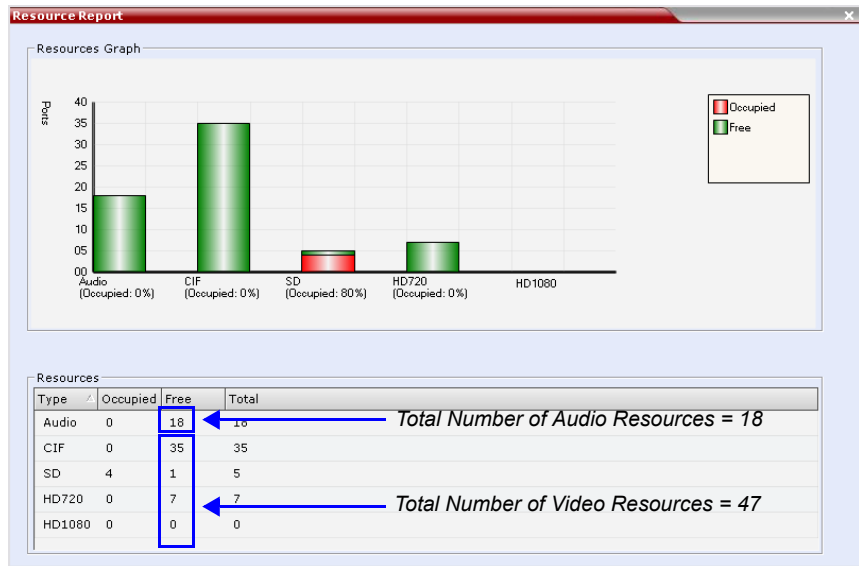 Resource Report
Resources Graph
Ports
40
35
30
25
20
15
10
05
00
Occupied
Free
Audio
(Occupied: 0%)
CIF
(Occupied: 0%)
SD
(Occupied: 80%)
HD720
(Occupied: 0%)
HD1080
Resources
Type Occupied Free Total
Audio 0 18 18
Total Number of Audio Resources = 18
CIF 0 35 35
SD 4 1 5
HD720 0 7 7
Total Number of Video Resources = 47
HD1080 0 0 0